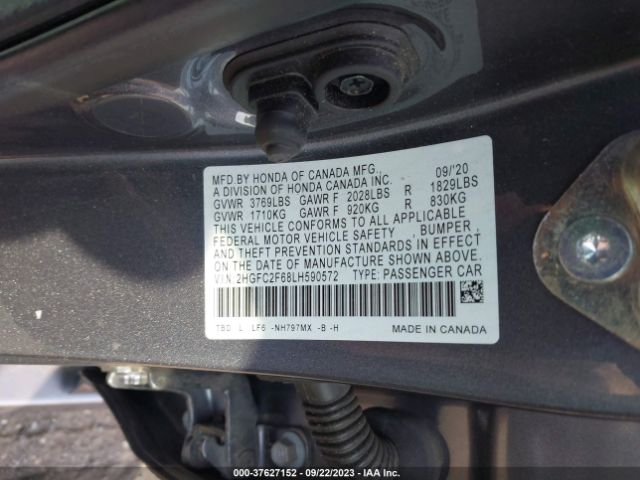 MFD BY HONDA OF CANADA MFG. 09/'20
A DIVISION OF HONDA CANADA INC.
GVWR 3769LBS GAWR F 2028LBS R 1829LBS
GVWR 1710KG GAWR F 920KG R 830KG
THIS VEHICLE CONFORMS TO ALL APPLICABLE
FEDERAL MOTOR VEHICLE SAFETY , BUMPER ,
AND THEFT PREVENTION STANDARDS IN EFFECT
ON THE DATE OF MANUFACTURE SHOWN ABOVE.
VIN 2HGFC2F68LH590572 TYPE: PASSENGER CAR
TBD L LF6 -NH797MX -B -H MADE IN CANADA
000-37627152 - 09/22/2023 - IAA Inc.